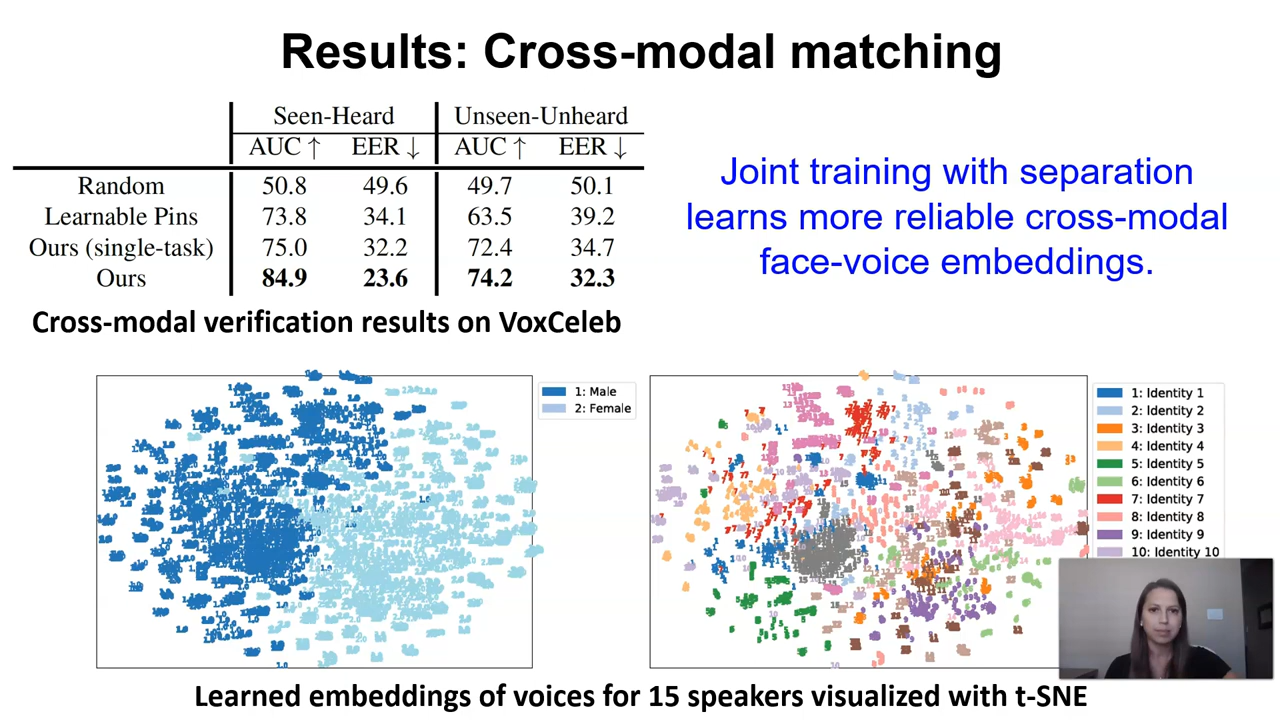 Results: Cross-modal matching
Seen-Heard Unseen-Unheard
AUC ↑ EER ↓ AUC ↑ EER ↓
Random 50.8 49.6 49.7 50.1
Learnable Pins 73.8 34.1 63.5 39.2
Ours (single-task) 75.0 32.2 72.4 34.7
Ours 84.9 23.6 74.2 32.3
Cross-modal verification results on VoxCeleb
Joint training with separation
learns more reliable cross-modal
face-voice embeddings.
1: Male
2: Female
1: Identity 1
2: Identity 2
3: Identity 3
4: Identity 4
5: Identity 5
6: Identity 6
7: Identity 7
8: Identity 8
9: Identity 9
10: Identity 10
Learned embeddings of voices for 15 speakers visualized with t-SNE